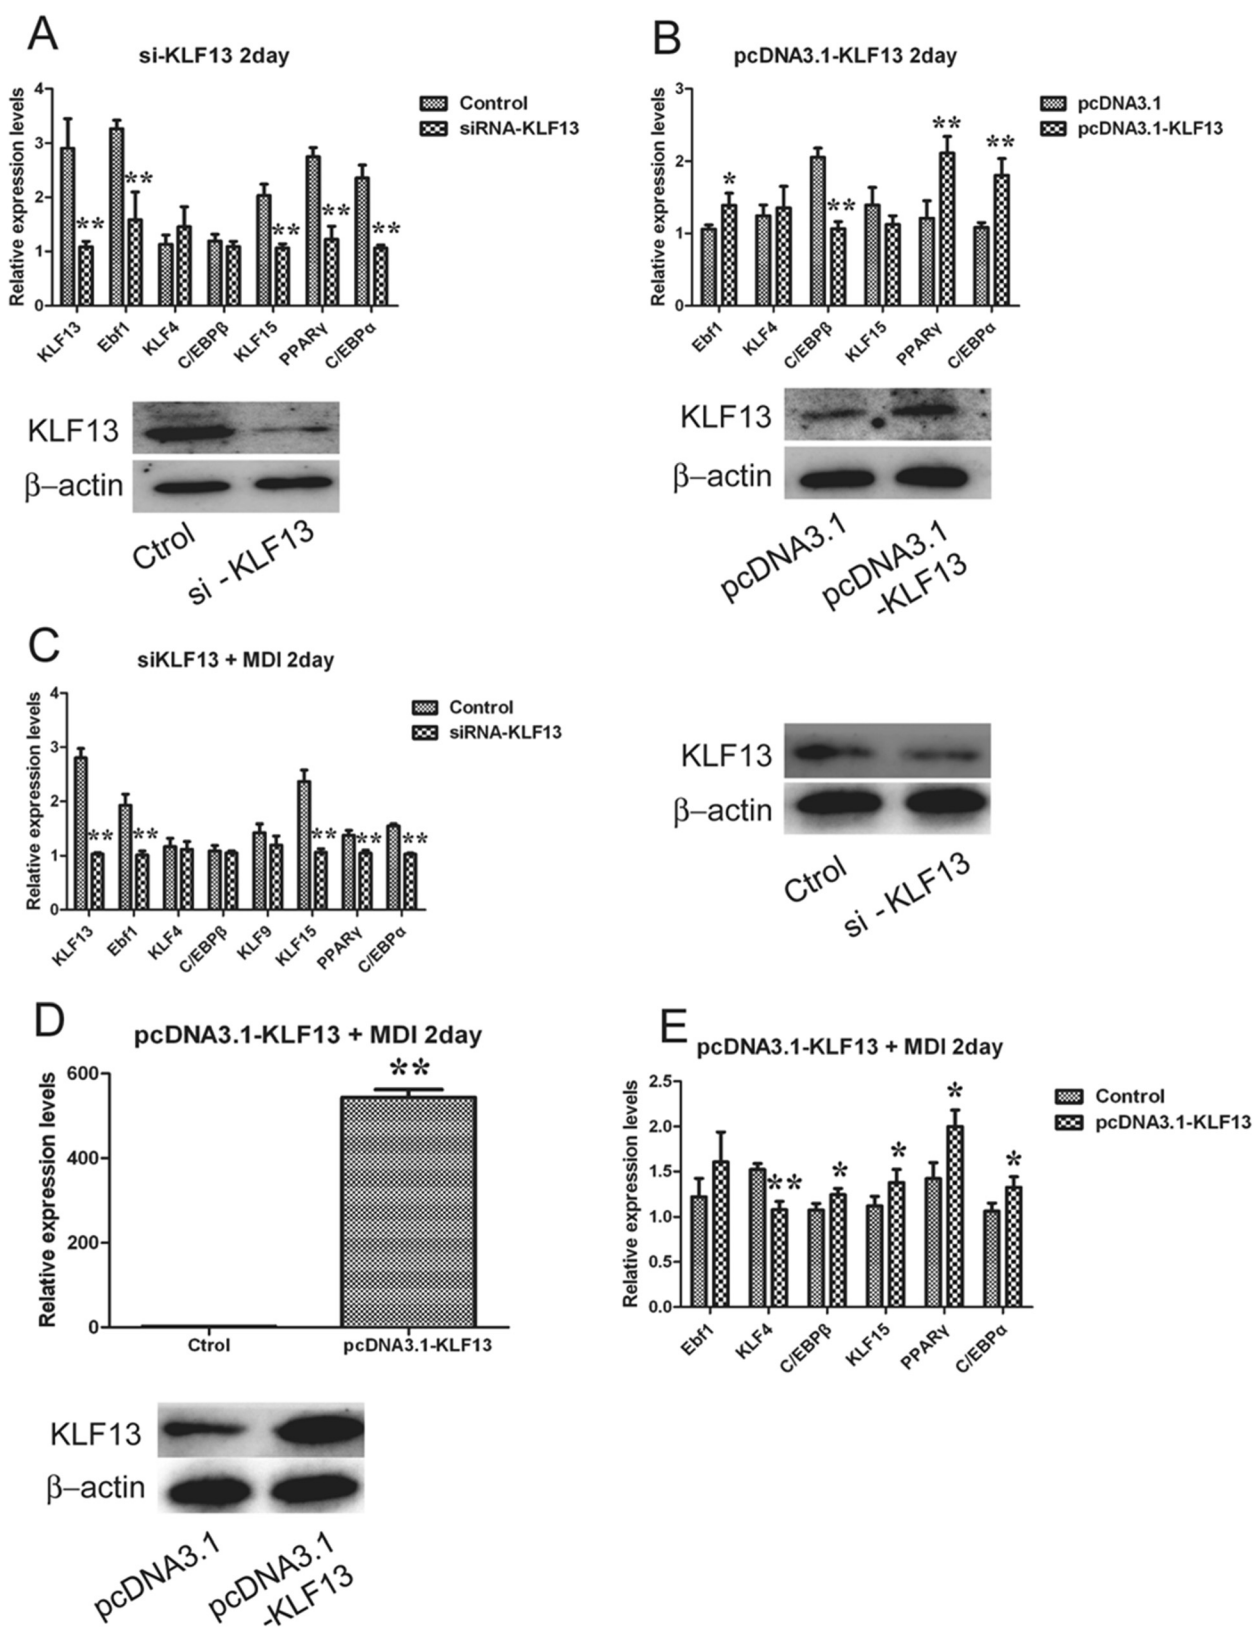 A
si-KLF13 2day
Relative expression levels
4
3
2
1
0
Control
siRNA-KLF13
**
**
**
**
**
KLF13
Ebf1
KLF4
C/EBPβ
KLF15
PPARγ
C/EBPα
KLF13
β–actin
Ctrol
si - KLF13
B
pcDNA3.1-KLF13 2day
Relative expression levels
3
2
1
0
pcDNA3.1
pcDNA3.1-KLF13
*
**
**
**
Ebf1
KLF4
C/EBPβ
KLF15
PPARγ
C/EBPα
KLF13
β–actin
pcDNA3.1
pcDNA3.1
-KLF13
C
siKLF13 + MDI 2day
Relative expression levels
4
3
2
1
0
Control
siRNA-KLF13
**
**
**
**
**
KLF13
Ebf1
KLF4
C/EBPβ
KLF9
KLF15
PPARγ
C/EBPα
KLF13
β–actin
Ctrol
si - KLF13
D
pcDNA3.1-KLF13 + MDI 2day
Relative expression levels
600
400
200
0
**
Ctrol
pcDNA3.1-KLF13
KLF13
β–actin
pcDNA3.1
pcDNA3.1
-KLF13
E
pcDNA3.1-KLF13 + MDI 2day
Relative expression levels
2.5
2.0
1.5
1.0
0.5
0.0
Control
pcDNA3.1-KLF13
**
*
*
*
*
Ebf1
KLF4
C/EBPβ
KLF15
PPARγ
C/EBPα